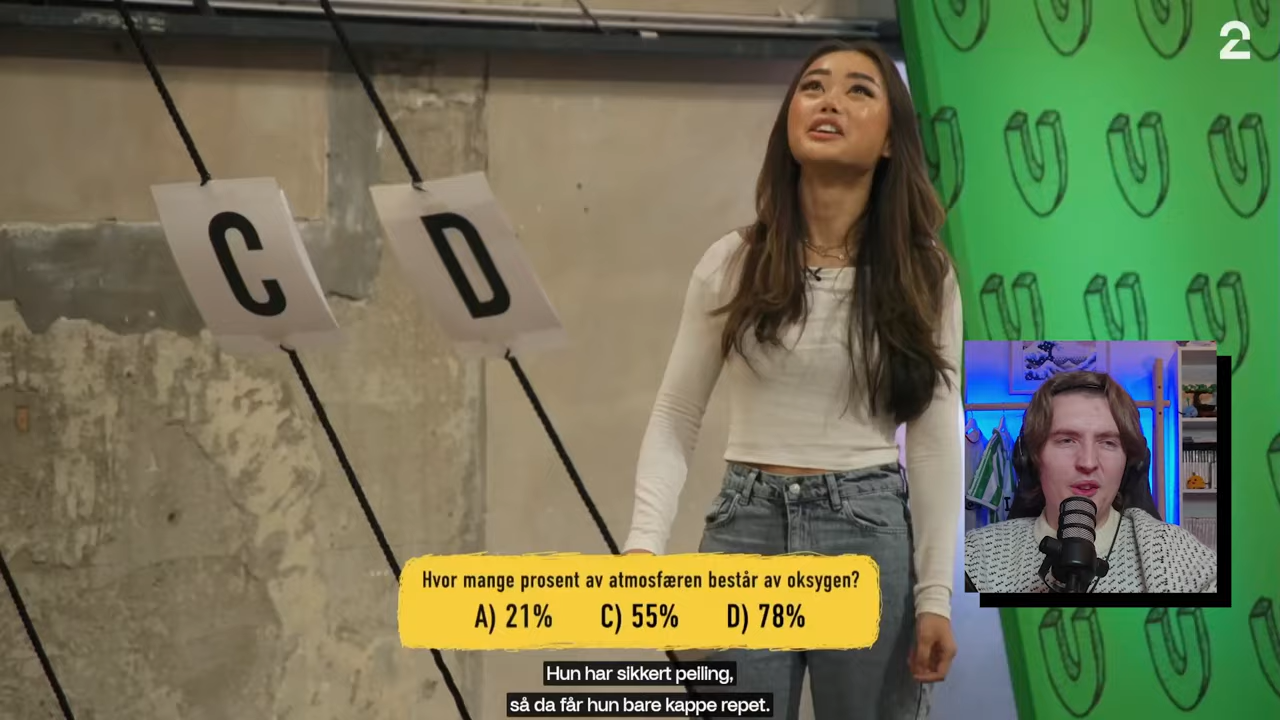 2
C
D
U U U U
U U U
U U U
U U
Hvor mange prosent av atmosfæren består av oksygen?
A) 21% C) 55% D) 78%
Hun har sikkert peiling,
så da får hun bare kappe repet.